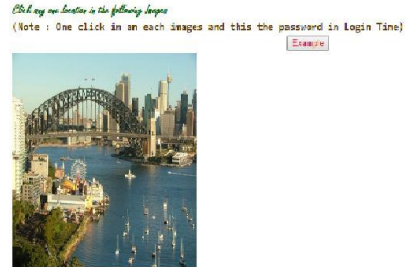 Click any one location in the following Images
(Note : One click in an each images and this the password in Login Time)
Example